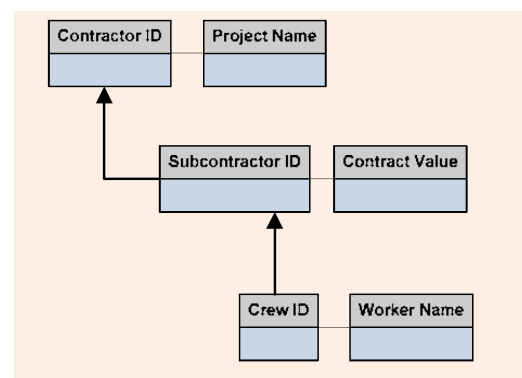 Contractor ID
Project Name
Subcontractor ID
Contract Value
Crew ID
Worker Name